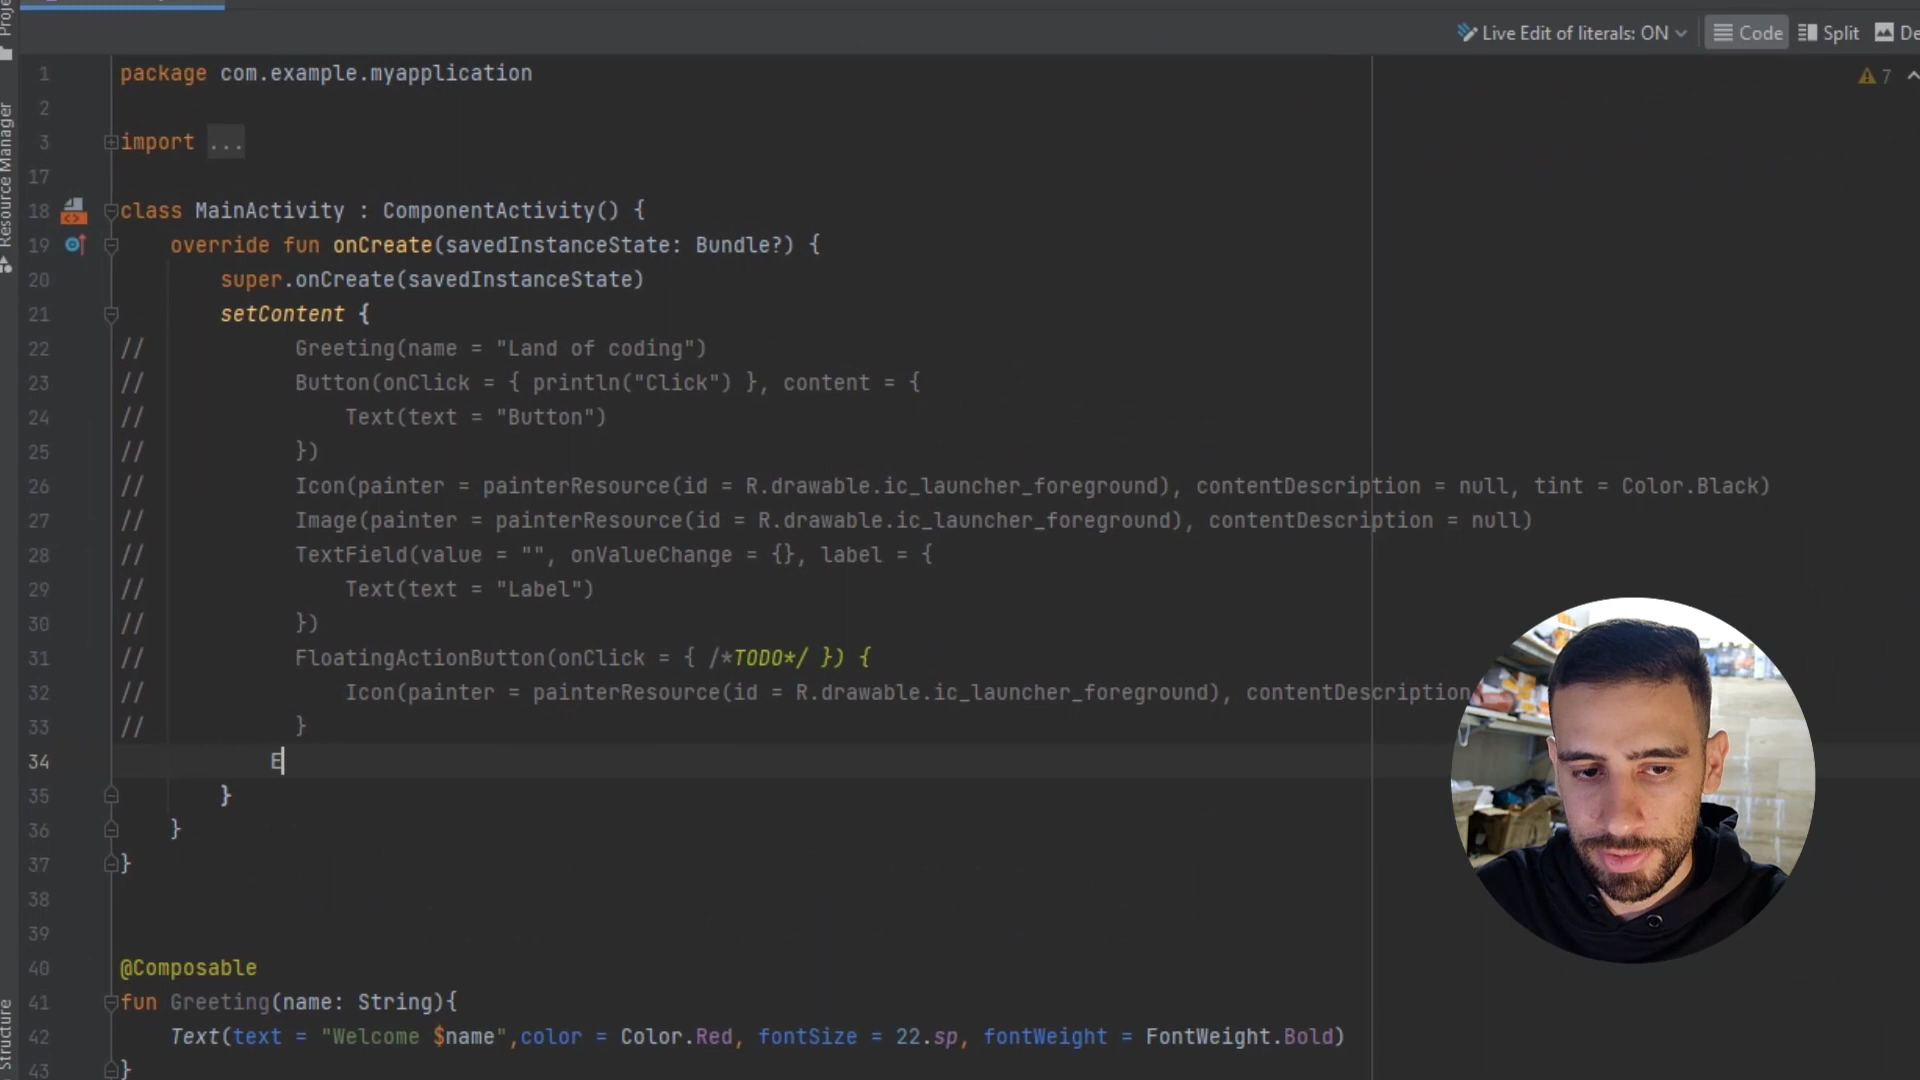 Live Edit of literals: ON
Code
Split
De
7
Proje
Resource Manager
Structure
1 package com.example.myapplication
2
3 import ...
17
18 class MainActivity : ComponentActivity() {
19 override fun onCreate(savedInstanceState: Bundle?) {
20 super.onCreate(savedInstanceState)
21 setContent {
22 // Greeting(name = "Land of coding")
23 // Button(onClick = { println("Click") }, content = {
24 // Text(text = "Button")
25 // })
26 // Icon(painter = painterResource(id = R.drawable.ic_launcher_foreground), contentDescription = null, tint = Color.Black)
27 // Image(painter = painterResource(id = R.drawable.ic_launcher_foreground), contentDescription = null)
28 // TextField(value = "", onValueChange = {}, label = {
29 // Text(text = "Label")
30 // })
31 // FloatingActionButton(onClick = { /*TODO*/ }) {
32 // Icon(painter = painterResource(id = R.drawable.ic_launcher_foreground), contentDescription
33 // }
34 E
35 }
36 }
37 }
38
39
40 @Composable
41 fun Greeting(name: String){
42 Text(text = "Welcome $name",color = Color.Red, fontSize = 22.sp, fontWeight = FontWeight.Bold)
43 }